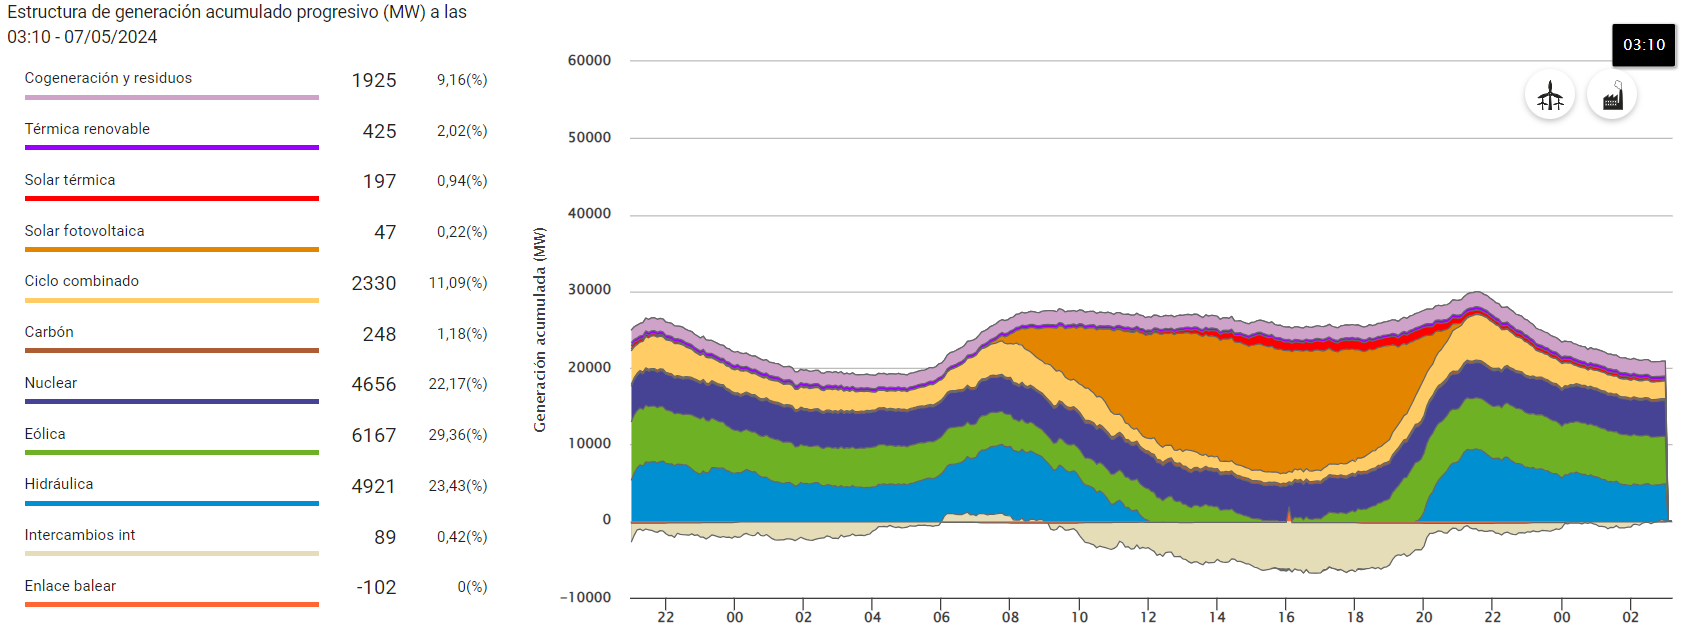 Estructura de generación acumulado progresivo (MW) a las
03:10 - 07/05/2024
Cogeneración y residuos 1925 9,16(%)
Térmica renovable 425 2,02(%)
Solar térmica 197 0,94(%)
Solar fotovoltaica 47 0,22(%)
Ciclo combinado 2330 11,09(%)
Carbón 248 1,18(%)
Nuclear 4656 22,17(%)
Eólica 6167 29,36(%)
Hidráulica 4921 23,43(%)
Intercambios int 89 0,42(%)
Enlace balear -102 0(%)
03:10
Generación acumulada (MW)
60000
50000
40000
30000
20000
10000
0
-10000
22 00 02 04 06 08 10 12 14 16 18 20 22 00 02